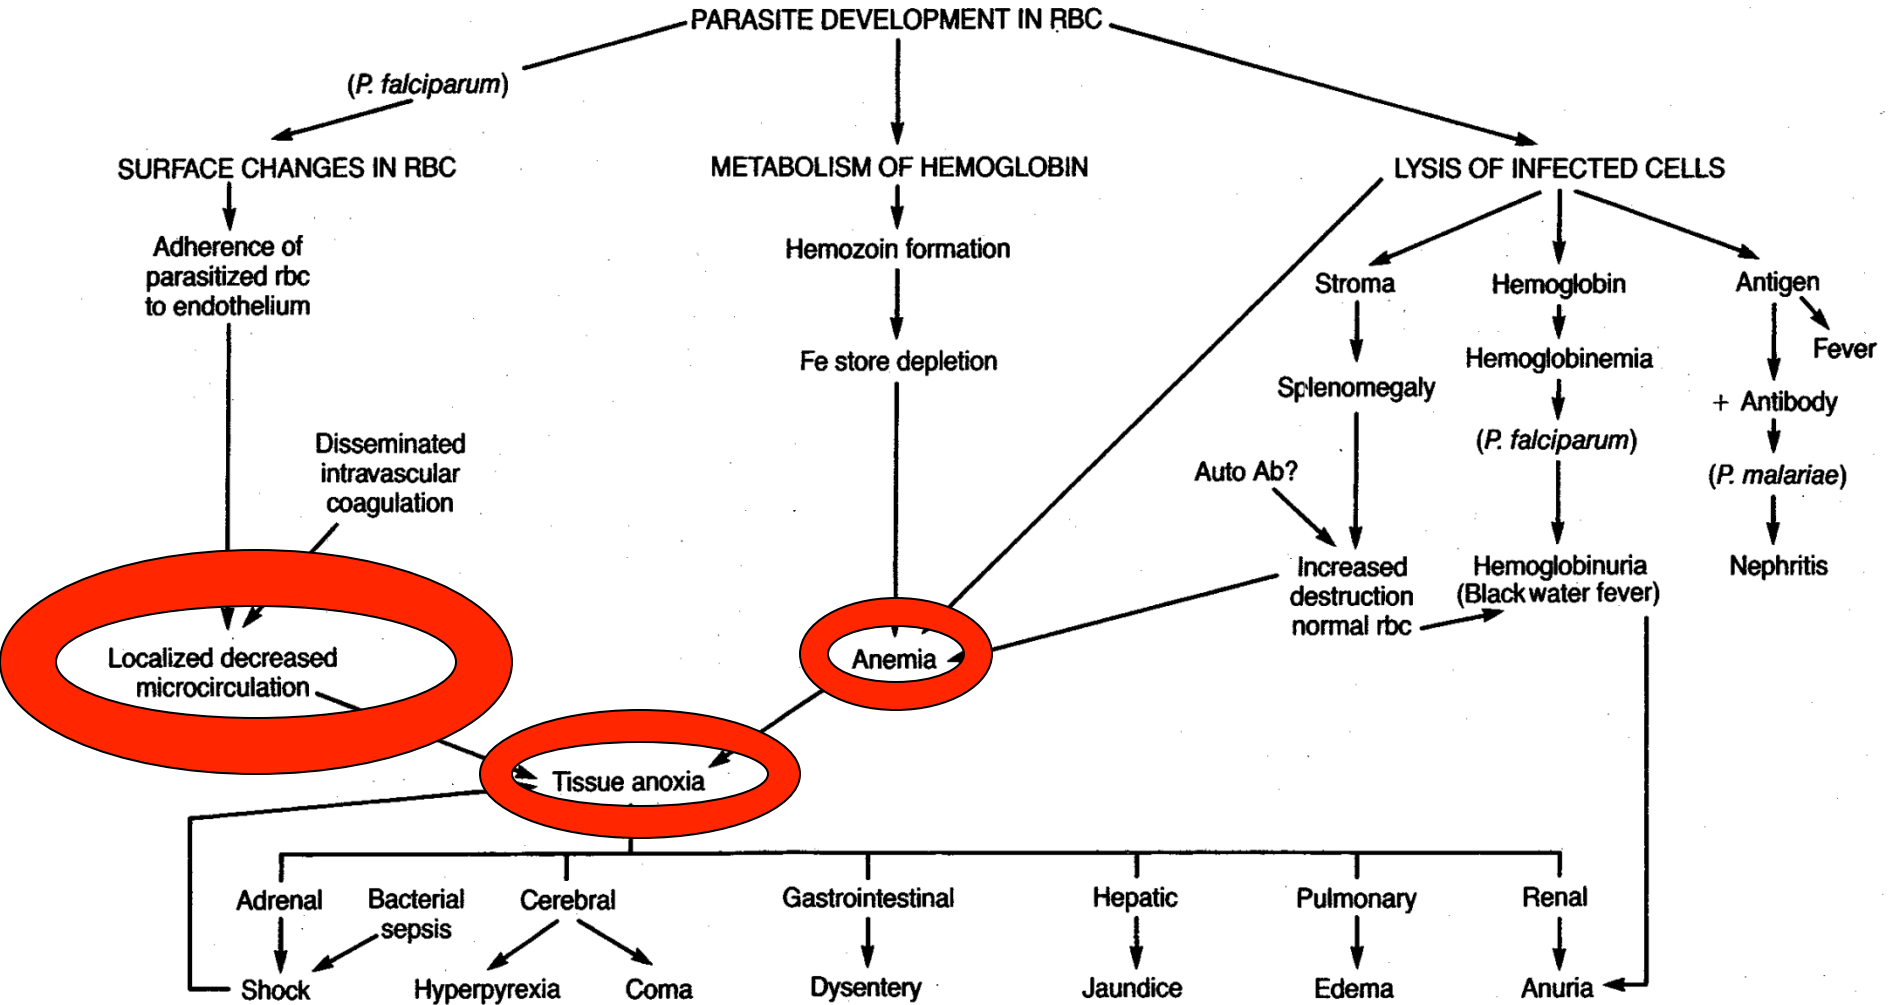 PARASITE DEVELOPMENT IN RBC
(P. falciparum)
SURFACE CHANGES IN RBC
METABOLISM OF HEMOGLOBIN
LYSIS OF INFECTED CELLS
Adherence of
parasitized rbc
to endothelium
Hemozoin formation
Stroma
Hemoglobin
Antigen
Fever
Fe store depletion
Splenomegaly
Hemoglobinemia
+ Antibody
Disseminated
intravascular
coagulation
Auto Ab?
(P. falciparum)
(P. malariae)
Increased
destruction
normal rbc
Hemoglobinuria
(Black water fever)
Nephritis
Localized decreased
microcirculation
Anemia
Tissue anoxia
Adrenal
Bacterial
sepsis
Cerebral
Gastrointestinal
Hepatic
Pulmonary
Renal
Shock
Hyperpyrexia
Coma
Dysentery
Jaundice
Edema
Anuria